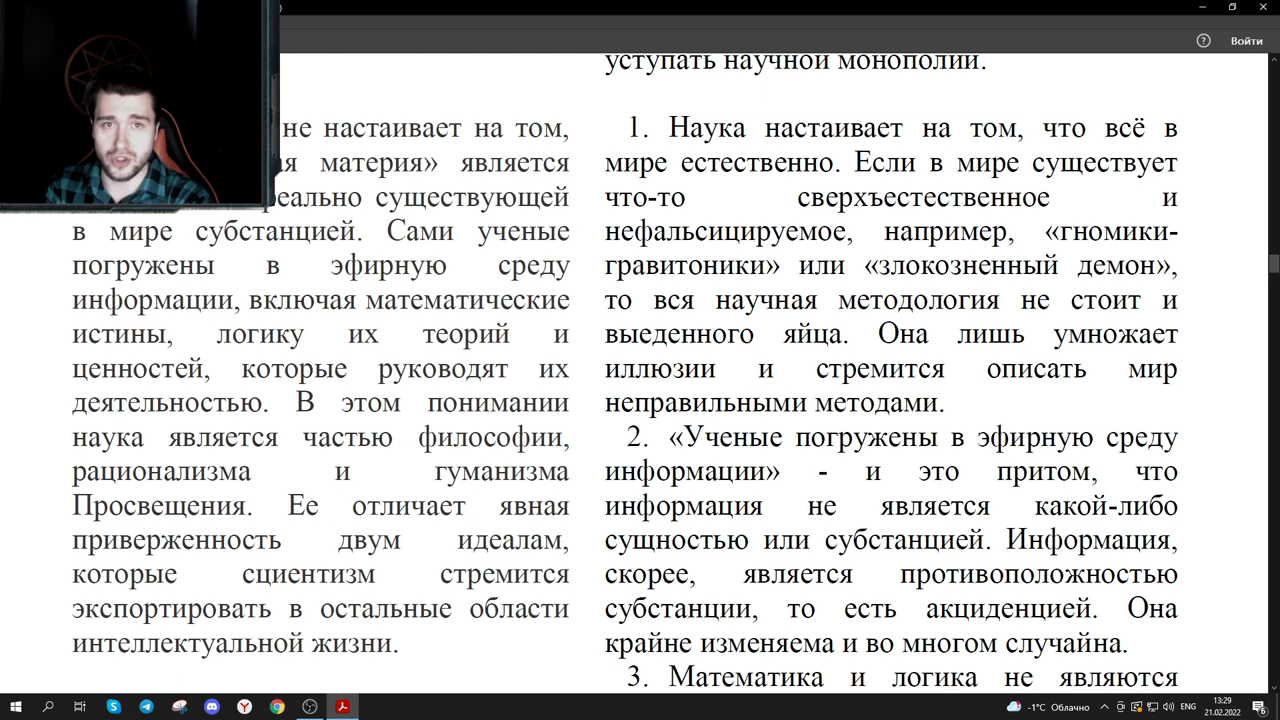 Войти
не настаивает на том,
материя» является
реально существующей
в мире субстанцией. Сами ученые
погружены в эфирную среду
информации, включая математические
истины, логику их теорий и
ценностей, которые руководят их
деятельностью. В этом понимании
наука является частью философии,
рационализма и гуманизма
Просвещения. Ее отличает явная
приверженность двум идеалам,
которые сциентизм стремится
экспортировать в остальные области
интеллектуальной жизни.
уступать научной монополии.
1. Наука настаивает на том, что всё в
мире естественно. Если в мире существует
что-то сверхъестественное и
нефальсицируемое, например, «гномики-
гравитоники» или «злокозненный демон»,
то вся научная методология не стоит и
выеденного яйца. Она лишь умножает
иллюзии и стремится описать мир
неправильными методами.
2. «Ученые погружены в эфирную среду
информации» - и это притом, что
информация не является какой-либо
сущностью или субстанцией. Информация,
скорее, является противоположностью
субстанции, то есть акциденцией. Она
крайне изменяема и во многом случайна.
3. Математика и логика не являются
-1°C Облачно
ENG
13:29
21.02.2022
6